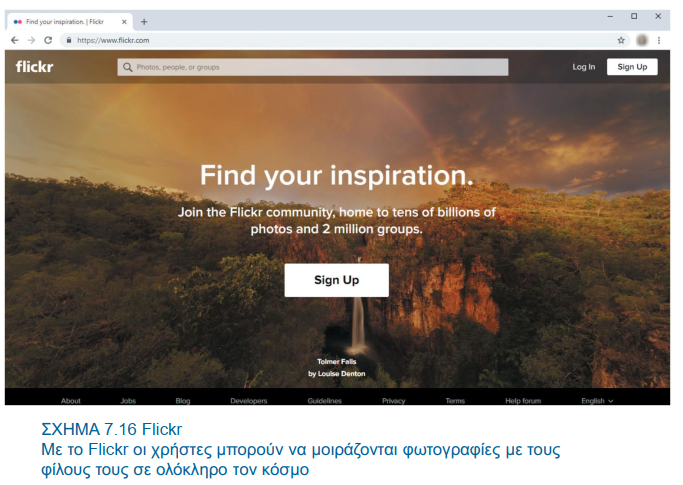 Find your inspiration. | Flickr
https://www.flickr.com
flickr
Photos, people, or groups
Log In
Sign Up
Find your inspiration.
Join the Flickr community, home to tens of billions of
photos and 2 million groups.
Sign Up
Tolmer Falls
by Louise Denton
About Jobs Blog Developers Guidelines Privacy Terms Help forum English
ΣΧΗΜΑ 7.16 Flickr
Με το Flickr οι χρήστες μπορούν να μοιράζονται φωτογραφίες με τους
φίλους τους σε ολόκληρο τον κόσμο